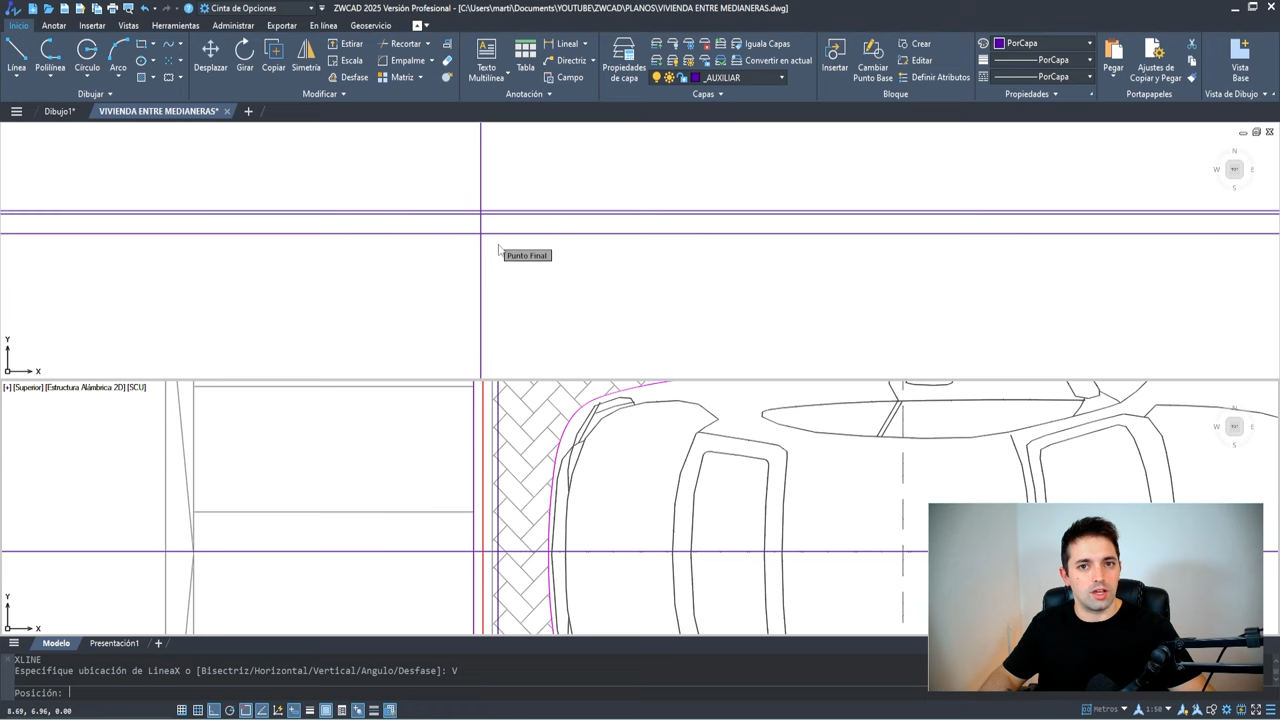 Cinta de Opciones
ZWCAD 2025 Versión Profesional - [C:\Users\marti\Documents\YOUTUBE\ZWCAD\PLANOS\VIVIENDA ENTRE MEDIANERAS.dwg]
Inicio Anotar Insertar Vistas Herramientas Administrar Exportar En línea Geoservicio
Estirar Recortar Lineal Iguala Capas Crear PorCapa
Escala Empalme Directriz Convertir en actual Editar PorCapa
Línea Polilínea Círculo Arco Desplazar Girar Copiar Simetría Texto Multilínea Tabla Propiedades de capa Insertar Cambiar Punto Base Pegar Ajustes de Copiar y Pegar Vista Base
Desfase Matriz Campo _AUXILIAR Definir Atributos PorCapa
Dibujar Modificar Anotación Capas Bloque Propiedades Portapapeles Vista de Dibujo
Dibujo1* VIVIENDA ENTRE MEDIANERAS*
N
W TOP E
S
Punto Final
Y
X
[+] [Superior] [Estructura Alámbrica 2D] [SCU]
N
W TOP E
S
Y
X
Modelo Presentación1
XLINE
Especifique ubicación de LíneaX o [Bisectriz/Horizontal/Vertical/Angulo/Desfase]: V
Posición:
8.69, 6.96, 0.00 Metros 1:50